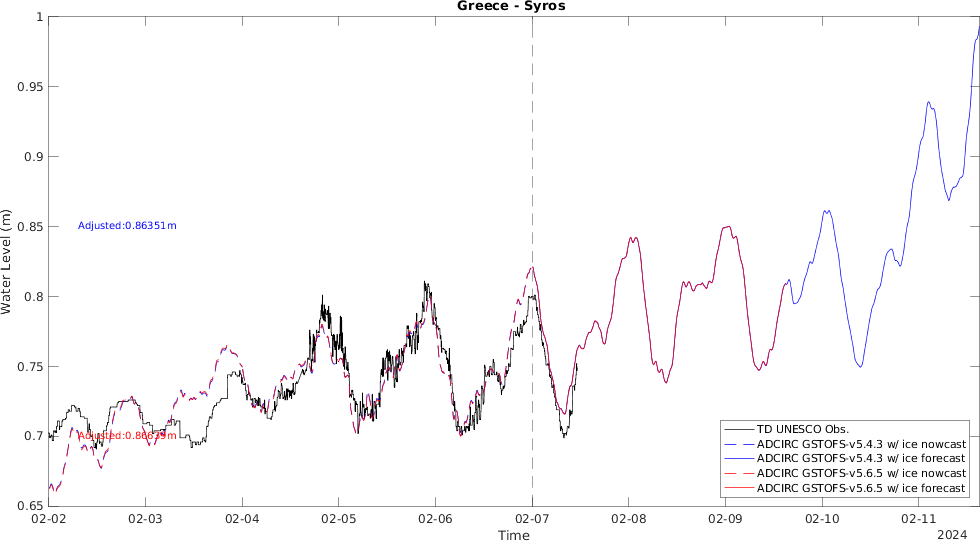 Greece - Syros
1
0.95
0.9
0.85
0.8
0.75
0.7
0.65
Water Level (m)
Adjusted:0.86351m
TD UNESCO Obs.
ADCIRC GSTOFS-v5.4.3 w/ ice nowcast
ADCIRC GSTOFS-v5.4.3 w/ ice forecast
ADCIRC GSTOFS-v5.6.5 w/ ice nowcast
ADCIRC GSTOFS-v5.6.5 w/ ice forecast
02-02 02-03 02-04 02-05 02-06 02-07 02-08 02-09 02-10 02-11
Time
2024